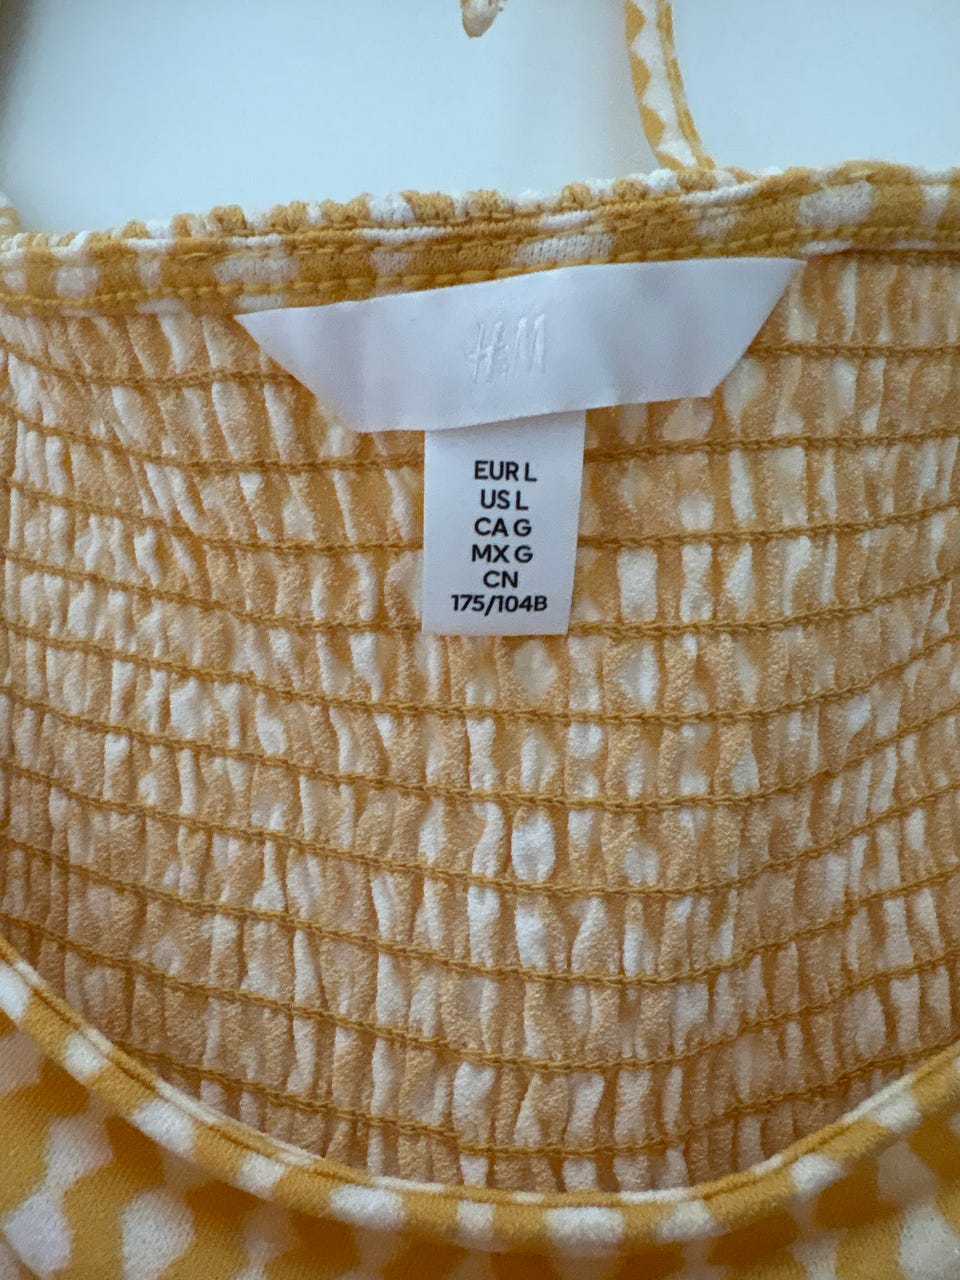 H&M
EUR L
US L
CA G
MX G
CN
175/104B